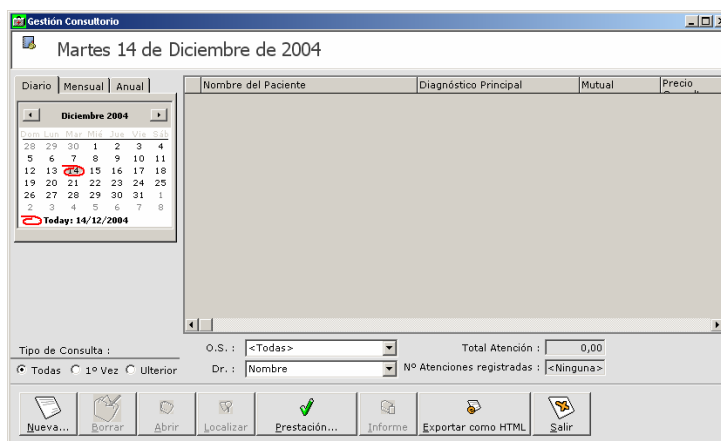 Gestión Consultorio
Martes 14 de Diciembre de 2004
Diario Mensual Anual
Nombre del Paciente Diagnóstico Principal Mutual Precio
Diciembre 2004
Dom Lun Mar Mié Jue Vie Sáb
28 29 30 1 2 3 4
5 6 7 8 9 10 11
12 13 14 15 16 17 18
19 20 21 22 23 24 25
26 27 28 29 30 31 1
2 3 4 5 6 7 8
Today: 14/12/2004
Tipo de Consulta :
Todas 1º Vez Ulterior
O.S. : <Todas> Total Atención : 0,00
Dr. : Nombre Nº Atenciones registradas : <Ninguna>
Nueva... Borrar Abrir Localizar Prestación... Informe Exportar como HTML Salir